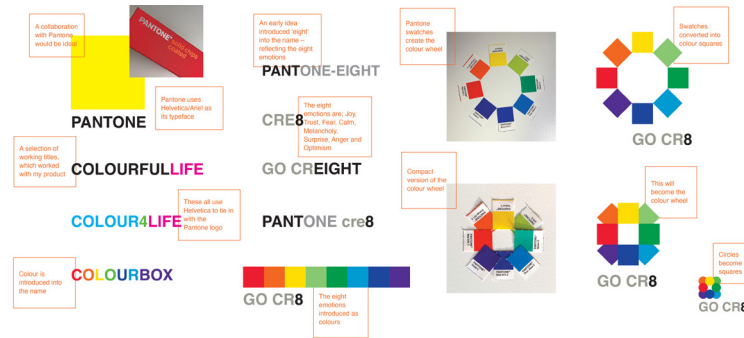 A collaboration
with Pantone
would be ideal
PANTONE®
solid chips
coated
Pantone uses
Helvetica/Ariel as
its typeface
PANTONE
A selection of
working titles,
which worked
with my product
COLOURFULLIFE
These all use
Helvetica to be in
with the
Pantone logo
COLOUR4LIFE
Colour is
introduced into
the name
COLOURBOX
An early idea
introduced 'eight'
into the name –
reflecting the eight
emotions
PANTONE-EIGHT
CRE8
The eight
emotions are; Joy,
Trust, Fear, Calm,
Melancholy,
Surprise, Anger and
Optimism
GO CREIGHT
PANTONE cre8
GO CR8
The eight
emotions
introduced as
colours
Pantone
swatches
create the
colour wheel
Compact
version of the
colour wheel
Swatches
converted into
colour squares
GO CR8
This will
become the
colour wheel
GO CR8
Circles
become
squares
GO CR8